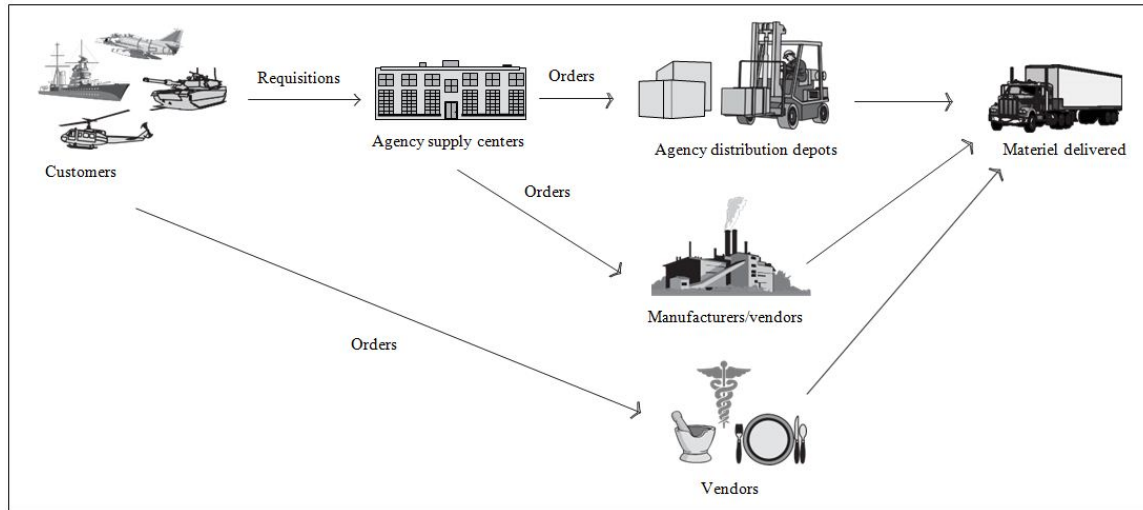 Requisitions
Orders
Agency supply centers
Agency distribution depots
Materiel delivered
Customers
Orders
Manufacturers/vendors
Orders
Vendors